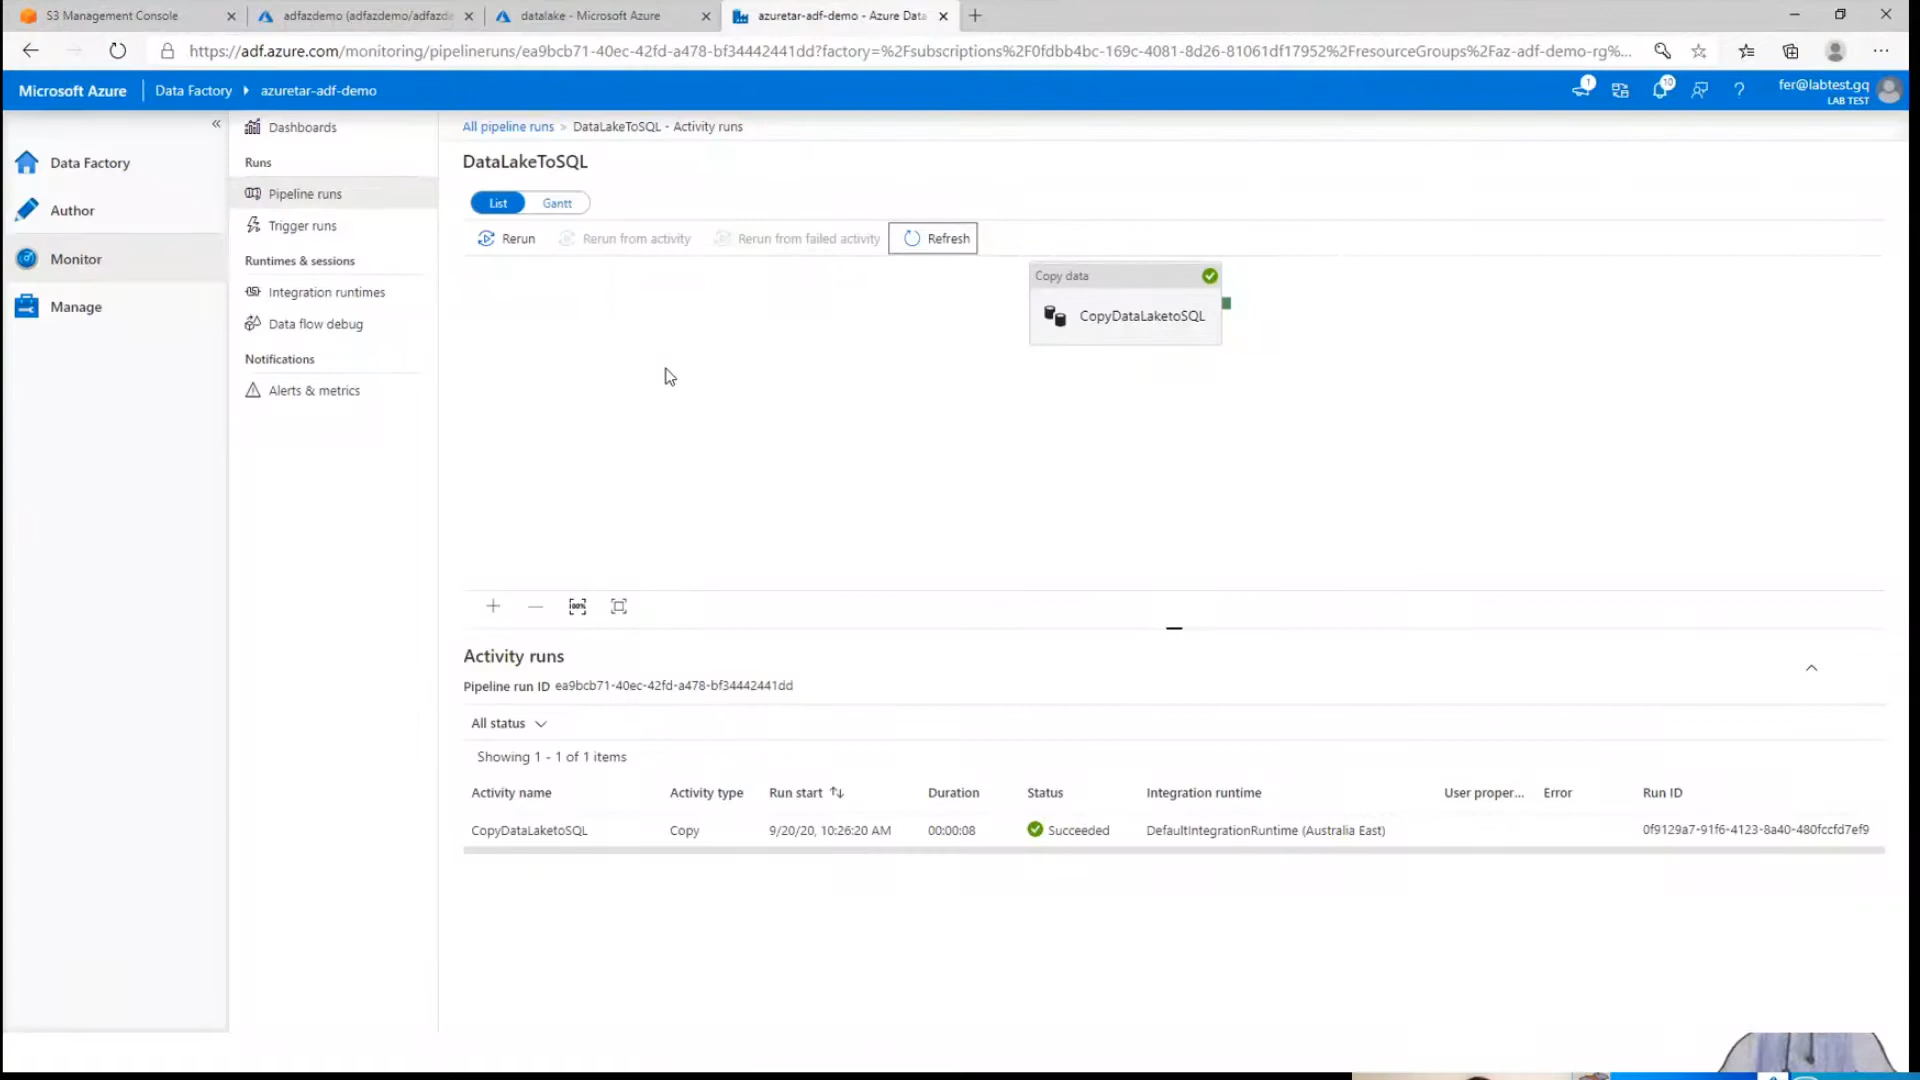 S3 Management Console
adfazdemo (adfazdemo/adfazde
datalake - Microsoft Azure
azuretar-adf-demo - Azure Data
https://adf.azure.com/monitoring/pipelineruns/ea9bcb71-40ec-42fd-a478-bf34442441dd?factory=%2Fsubscriptions%2F0fdbb4bc-169c-4081-8d26-81061df17952%2FresourceGroups%2Faz-adf-demo-rg%...
Microsoft Azure
Data Factory
azuretar-adf-demo
1
10
?
fer@labtest.gq
LAB TEST
Data Factory
Author
Monitor
Manage
Dashboards
Runs
Pipeline runs
Trigger runs
Runtimes & sessions
Integration runtimes
Data flow debug
Notifications
Alerts & metrics
All pipeline runs > DataLakeToSQL - Activity runs
DataLakeToSQL
List Gantt
Rerun Rerun from activity Rerun from failed activity Refresh
Copy data
CopyDataLaketoSQL
100%
Activity runs
Pipeline run ID ea9bcb71-40ec-42fd-a478-bf34442441dd
All status
Showing 1 - 1 of 1 items
Activity name Activity type Run start Duration Status Integration runtime User proper... Error Run ID
CopyDataLaketoSQL Copy 9/20/20, 10:26:20 AM 00:00:08 Succeeded DefaultIntegrationRuntime (Australia East) 0f9129a7-91f6-4123-8a40-480fccfd7ef9